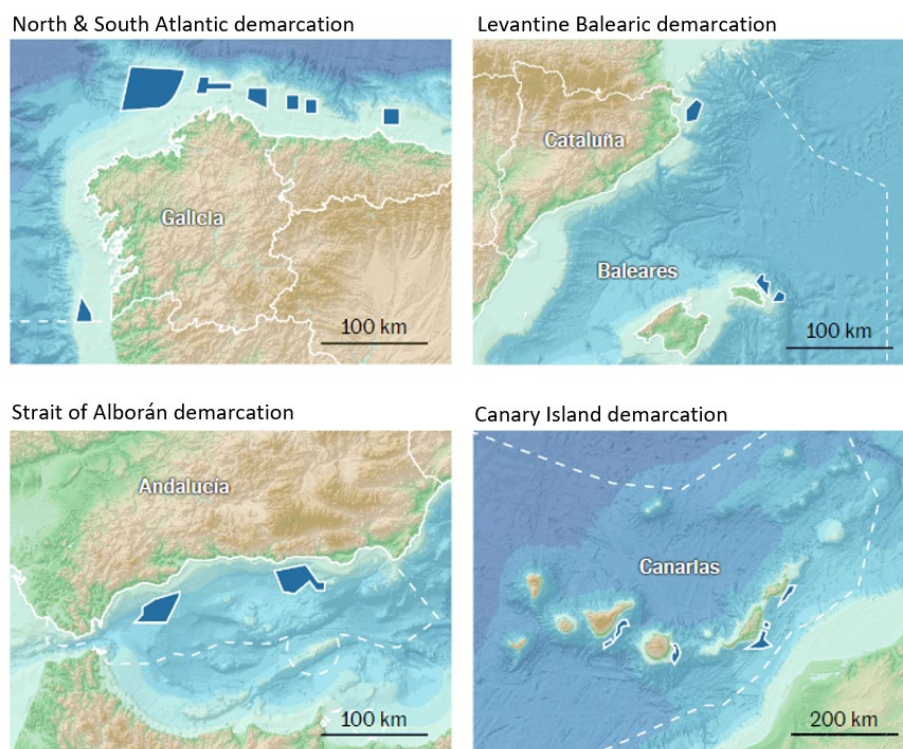 North & South Atlantic demarcation
Galicia
100 km
Levantine Balearic demarcation
Cataluña
Baleares
100 km
Strait of Alborán demarcation
Andalucía
100 km
Canary Island demarcation
Canarias
200 km